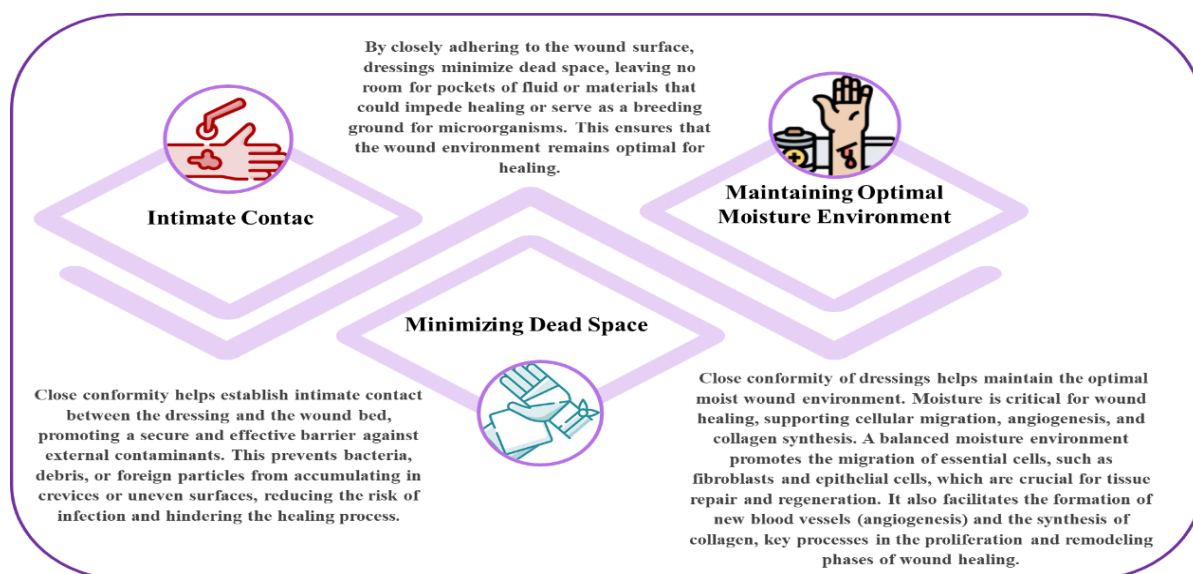 Intimate Contac
Close conformity helps establish intimate contact
between the dressing and the wound bed,
promoting a secure and effective barrier against
external contaminants. This prevents bacteria,
debris, or foreign particles from accumulating in
crevices or uneven surfaces, reducing the risk of
infection and hindering the healing process.
By closely adhering to the wound surface,
dressings minimize dead space, leaving no
room for pockets of fluid or materials that
could impede healing or serve as a breeding
ground for microorganisms. This ensures that
the wound environment remains optimal for
healing.
Minimizing Dead Space
Maintaining Optimal
Moisture Environment
Close conformity of dressings helps maintain the optimal
moist wound environment. Moisture is critical for
wound healing, supporting cellular migration, angiogenesis, and
collagen synthesis. A balanced moisture environment
promotes the migration of essential cells, such as
fibroblasts and epithelial cells, which are crucial for tissue
repair and regeneration. It also facilitates the formation of
new blood vessels (angiogenesis) and the synthesis of
collagen, key processes in the proliferation and remodeling
phases of wound healing.